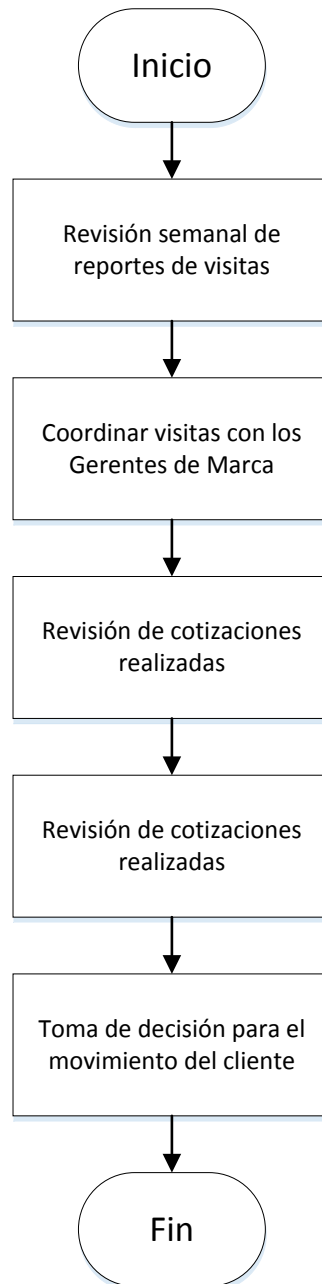 Inicio
Revisión semanal de
reportes de visitas
Coordinar visitas con los
Gerentes de Marca
Revisión de cotizaciones
realizadas
Revisión de cotizaciones
realizadas
Toma de decisión para el
movimiento del cliente
Fin